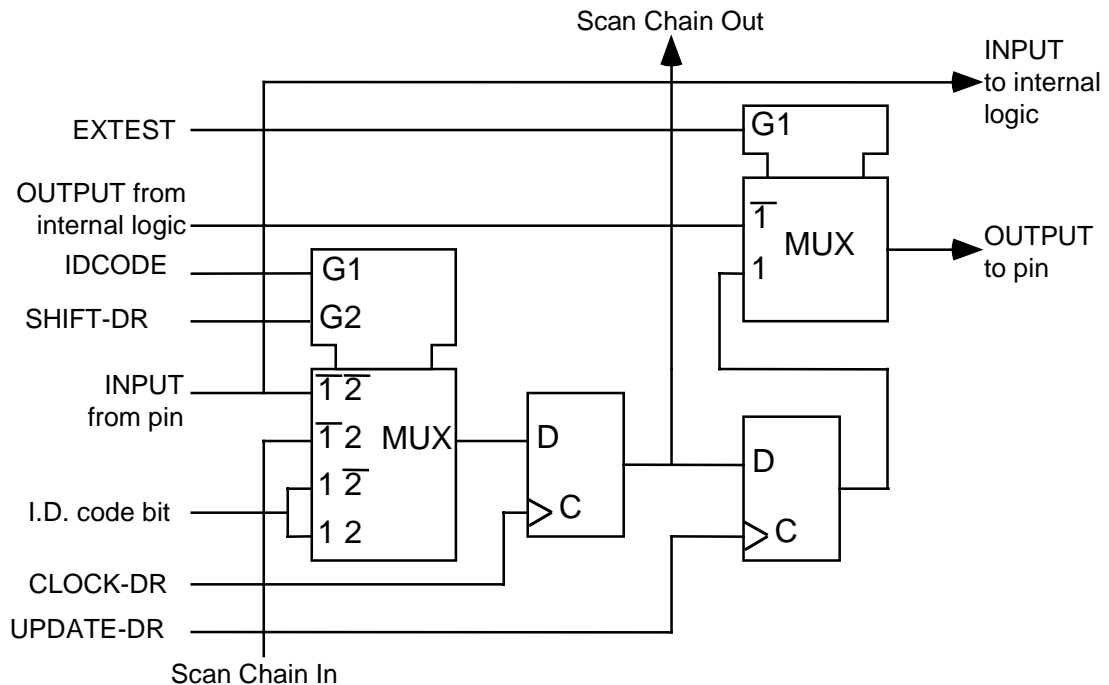 Scan Chain Out
INPUT
to internal
logic
EXTEST
G1
OUTPUT from
internal logic
1̅
MUX
1
OUTPUT
to pin
IDCODE
G1
SHIFT-DR
G2
INPUT
from pin
1̅ 2̅
1̅ 2
MUX
1 2̅
1 2
I.D. code bit
D
C
D
C
CLOCK-DR
UPDATE-DR
Scan Chain In